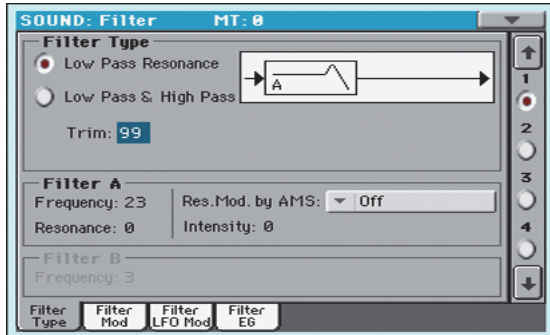 SOUND: Filter MT: 0
Filter Type
Low Pass Resonance
A
Low Pass & High Pass
Trim: 99
1
2
3
4
Filter A
Frequency: 23
Res.Mod. by AMS: Off
Resonance: 0
Intensity: 0
Filter B
Frequency: 3
Filter Type
Filter Mod
Filter LFO Mod
Filter EG